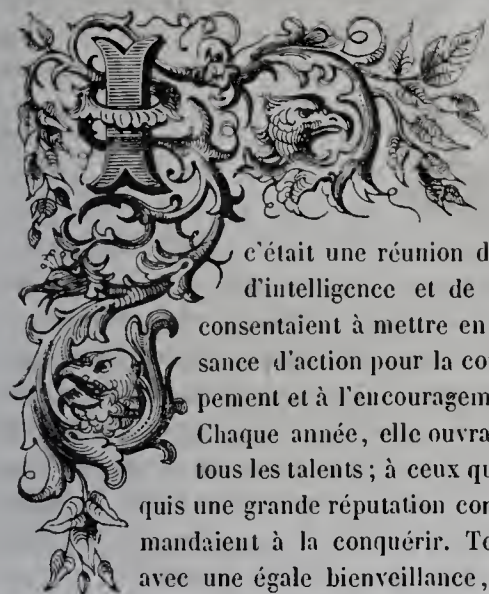 I
c'était une réunion d
d'intelligence et de
consentaient à mettre en
sance d'action pour la co
pement et à l'encouragem
Chaque année, elle ouvra
tous les talents ; à ceux qu
quis une grande réputation con
mandaient à la conquérir. To
avec une égale bienveillance,